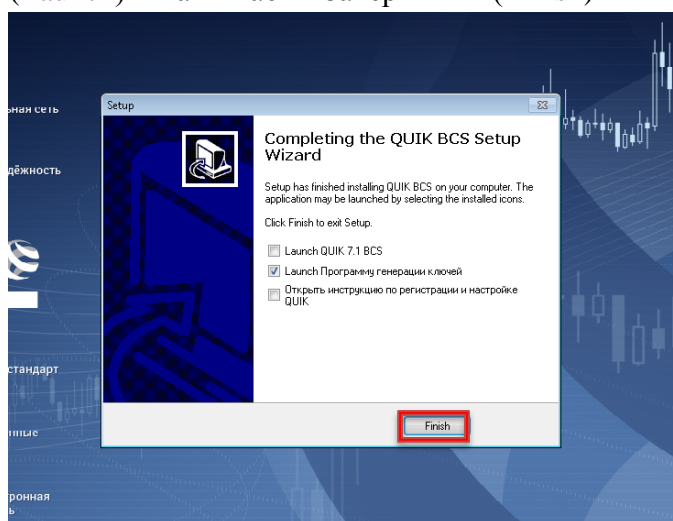 Setup
ьная сеть
Completing the QUIK BCS Setup
Wizard
дёжность
Setup has finished installing QUIK BCS on your computer. The
application may be launched by selecting the installed icons.
Click Finish to exit Setup.
Launch QUIK 7.1 BCS
Launch Программу генерации ключей
Открыть инструкцию по регистрации и настройке
QUIK
стандарт
Finish
нные
ронная
ь